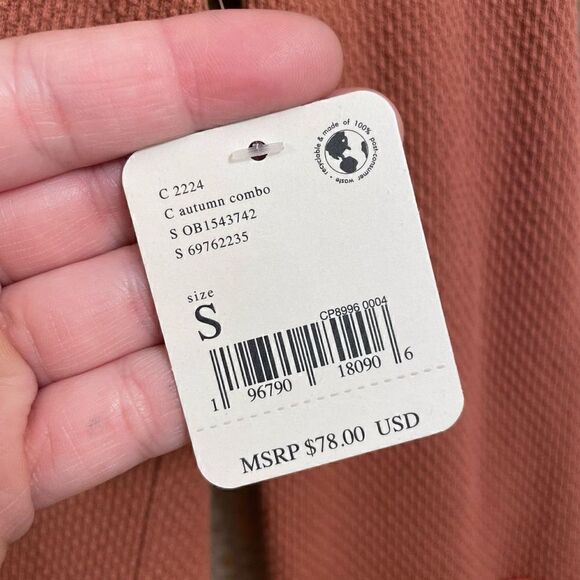 recyclable & made of 100% post-consumer waste •
C 2224
C autumn combo
S OB1543742
S 69762235
size
S
CP8996 0004
1 96790 18090 6
MSRP $78.00 USD